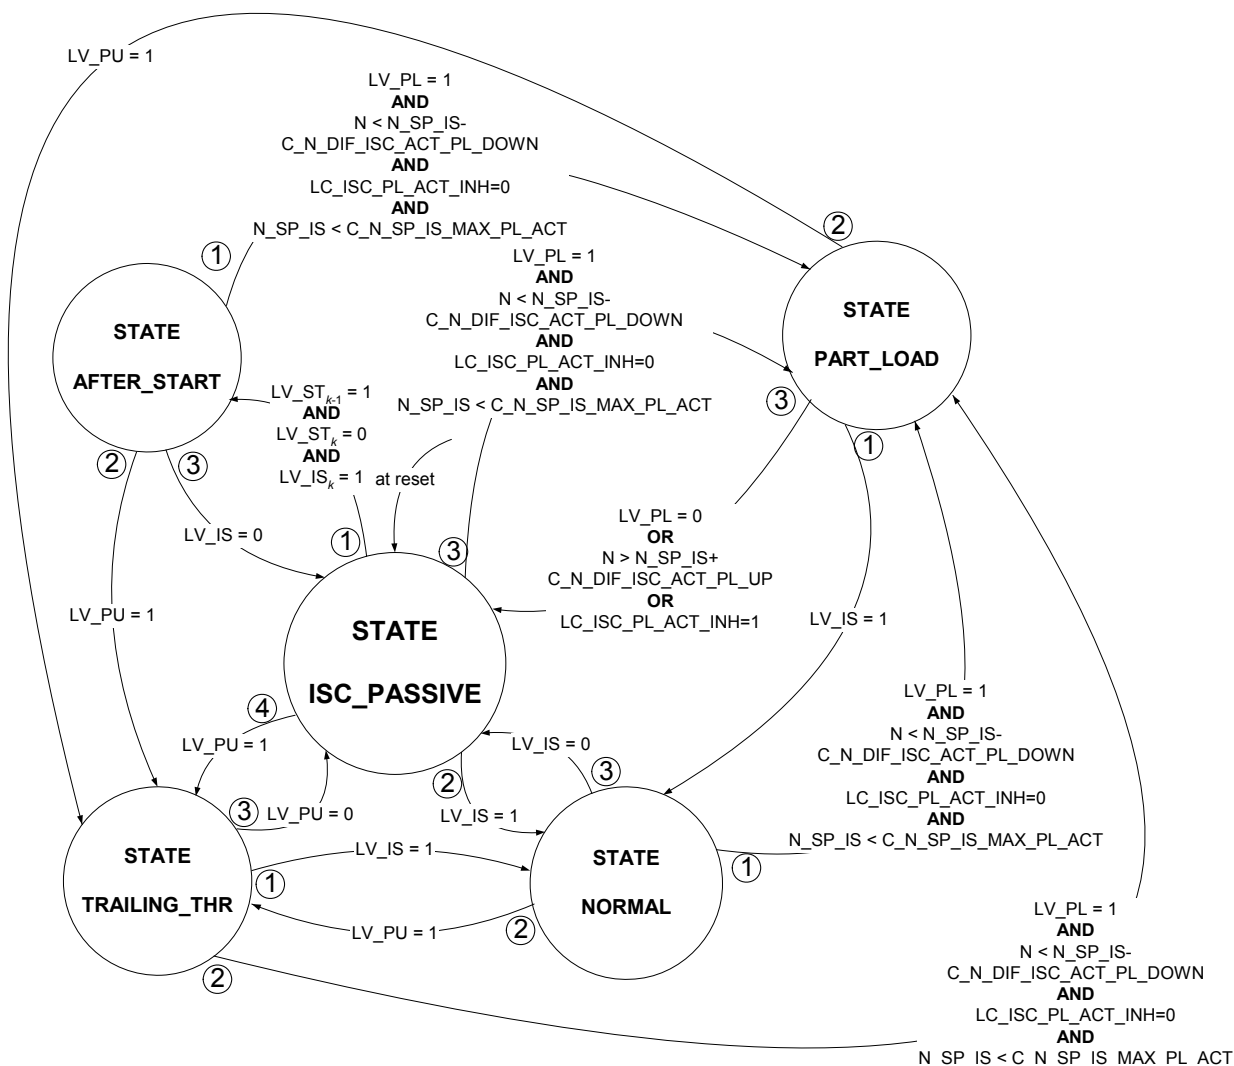 LV_PU = 1
LV_PL = 1
AND
N < N_SP_IS-
C_N_DIF_ISC_ACT_PL_DOWN
AND
LC_ISC_PL_ACT_INH=0
AND
N_SP_IS < C_N_SP_IS_MAX_PL_ACT
1
2
LV_PL = 1
AND
N < N_SP_IS-
C_N_DIF_ISC_ACT_PL_DOWN
AND
LC_ISC_PL_ACT_INH=0
AND
N_SP_IS < C_N_SP_IS_MAX_PL_ACT
STATE
AFTER_START
STATE
PART_LOAD
3
1
2
3
LV_ST k-1 = 1
AND
LV_ST k = 0
AND
LV_IS k = 1
at reset
LV_IS = 0
1
3
LV_PL = 0
OR
N > N_SP_IS+
C_N_DIF_ISC_ACT_PL_UP
OR
LC_ISC_PL_ACT_INH=1
LV_PU = 1
LV_IS = 1
STATE
ISC_PASSIVE
4
LV_PU = 1
LV_IS = 0
2
3
3
LV_PU = 0
LV_IS = 1
LV_PL = 1
AND
N < N_SP_IS-
C_N_DIF_ISC_ACT_PL_DOWN
AND
LC_ISC_PL_ACT_INH=0
AND
N_SP_IS < C_N_SP_IS_MAX_PL_ACT
1
STATE
TRAILING_THR
LV_IS = 1
1
STATE
NORMAL
LV_PU = 1
2
2
LV_PL = 1
AND
N < N_SP_IS-
C_N_DIF_ISC_ACT_PL_DOWN
AND
LC_ISC_PL_ACT_INH=0
AND
N_SP_IS < C_N_SP_IS_MAX_PL_ACT